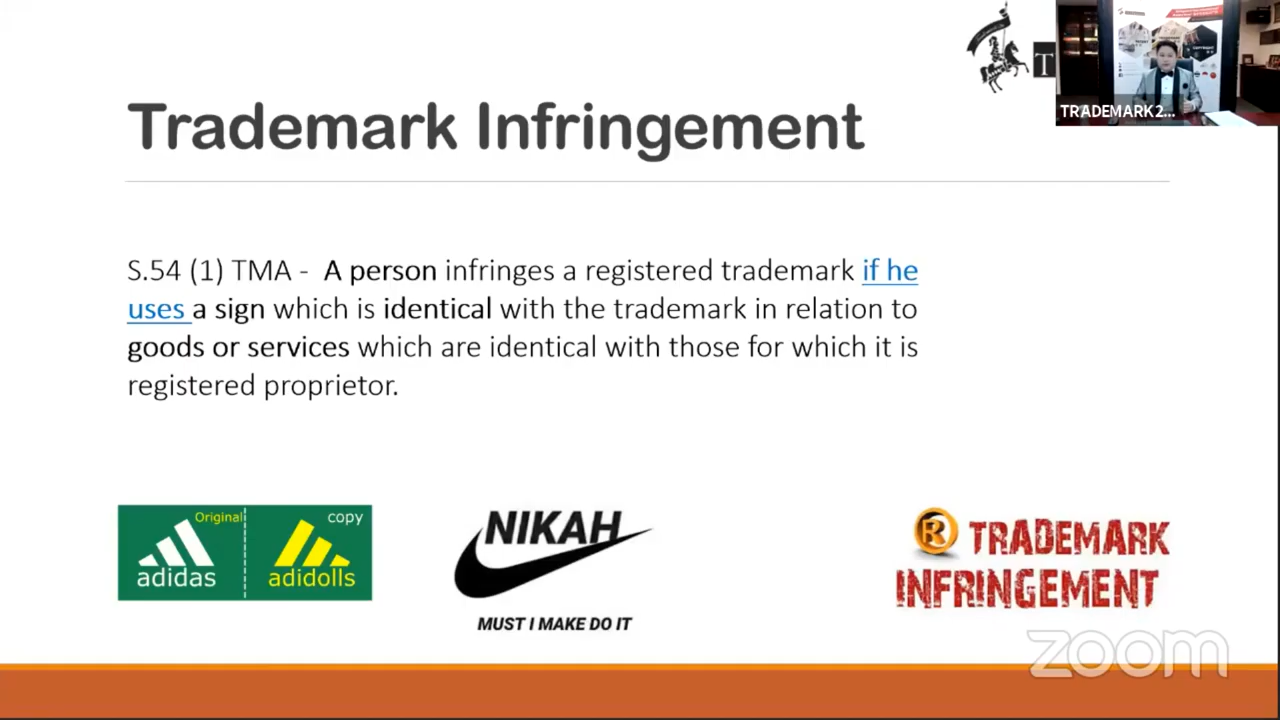 T
TRADEMARK 2...
Trademark Infringement
S.54 (1) TMA - A person infringes a registered trademark if he
uses a sign which is identical with the trademark in relation to
goods or services which are identical with those for which it is
registered proprietor.
Original
copy
adidas
adidolls
NIKAH
MUST I MAKE DO IT
R TRADEMARK
INFRINGEMENT
zoom